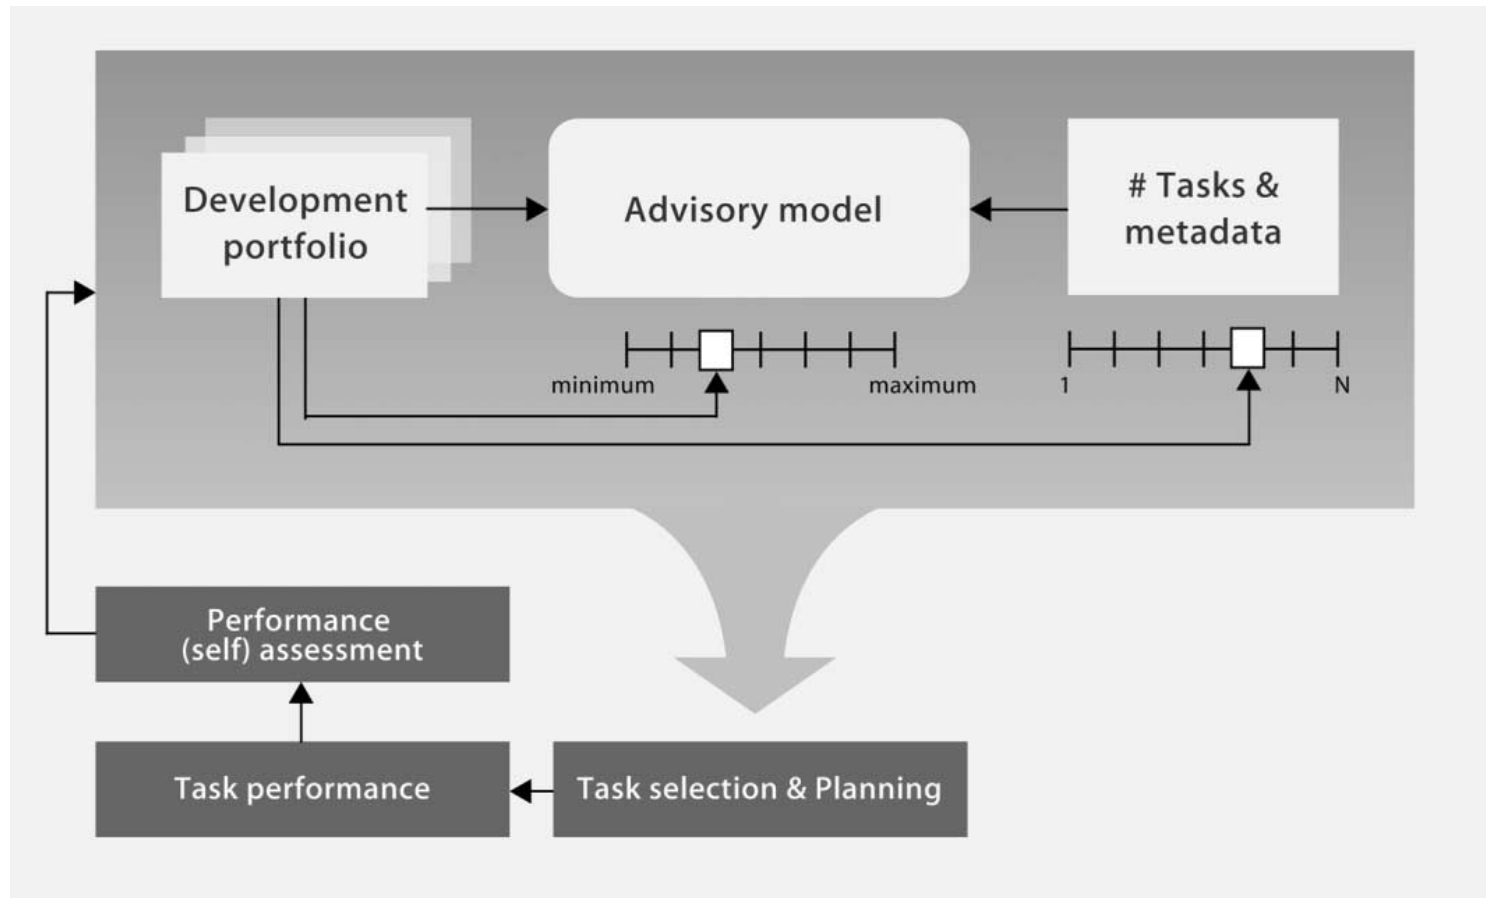 Development
portfolio
Advisory model
# Tasks &
metadata
minimum
maximum
1
N
Performance
(self) assessment
Task performance
Task selection & Planning